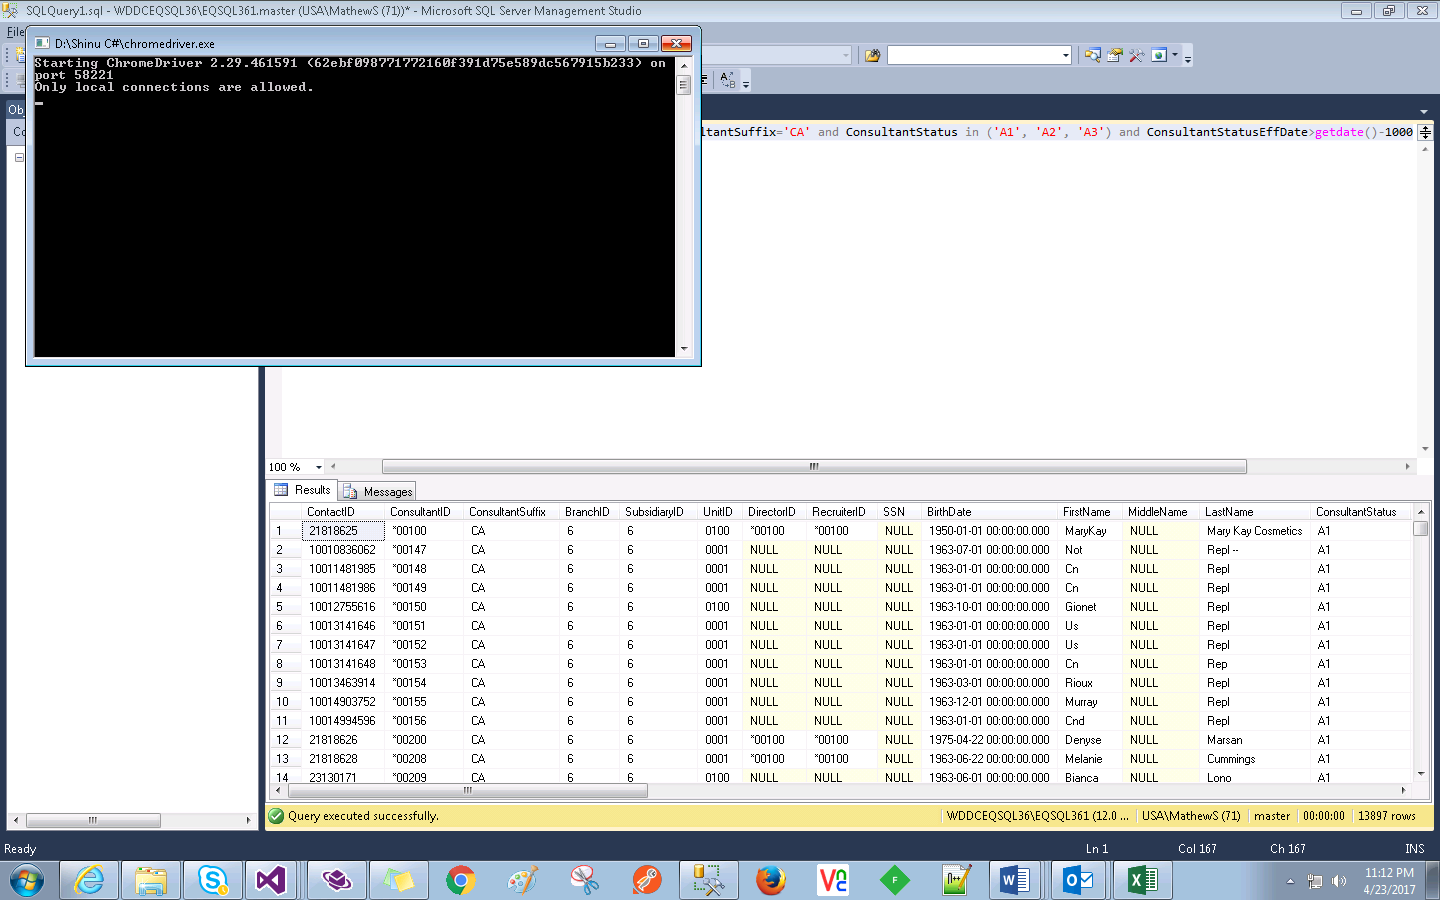 SQLQuery1.sql - WDDCEQSQL36\EQSQL361.master (USA\MathewS (71))* - Microsoft SQL Server Management Studio
File
D:\Shinu C#\chromedriver.exe
Starting ChromeDriver 2.29.461591 (62ebf098771772160f391d75e589dc567915b233) on
port 58221
Only local connections are allowed.
Obj
Co
ltantSuffix='CA' and ConsultantStatus in ('A1', 'A2', 'A3') and ConsultantStatusEffDate>getdate()-1000
100 %
Results Messages
ContactID ConsultantID ConsultantSuffix BranchID SubsidiaryID UnitID DirectorID RecruiterID SSN BirthDate FirstName MiddleName LastName ConsultantStatus
1 21818625 *00100 CA 6 6 0100 *00100 *00100 NULL 1950-01-01 00:00:00.000 MaryKay NULL Mary Kay Cosmetics A1
2 10010836062 *00147 CA 6 6 0001 NULL NULL NULL 1963-07-01 00:00:00.000 Not NULL Repl -- A1
3 10011481985 *00148 CA 6 6 0001 NULL NULL NULL 1963-01-01 00:00:00.000 Cn NULL Repl A1
4 10011481986 *00149 CA 6 6 0001 NULL NULL NULL 1963-01-01 00:00:00.000 Cn NULL Repl A1
5 10012755616 *00150 CA 6 6 0100 NULL NULL NULL 1963-10-01 00:00:00.000 Gionet NULL Repl A1
6 10013141646 *00151 CA 6 6 0001 NULL NULL NULL 1963-01-01 00:00:00.000 Us NULL Repl A1
7 10013141647 *00152 CA 6 6 0001 NULL NULL NULL 1963-01-01 00:00:00.000 Us NULL Repl A1
8 10013141648 *00153 CA 6 6 0001 NULL NULL NULL 1963-01-01 00:00:00.000 Cn NULL Rep A1
9 10013463914 *00154 CA 6 6 0001 NULL NULL NULL 1963-03-01 00:00:00.000 Rioux NULL Repl A1
10 10014903752 *00155 CA 6 6 0001 NULL NULL NULL 1963-12-01 00:00:00.000 Murray NULL Repl A1
11 10014994596 *00156 CA 6 6 0001 NULL NULL NULL 1963-01-01 00:00:00.000 Cnd NULL Repl A1
12 21818626 *00200 CA 6 6 0001 *00100 *00100 NULL 1975-04-22 00:00:00.000 Denyse NULL Marsan A1
13 21818628 *00208 CA 6 6 0001 *00100 *00100 NULL 1963-06-22 00:00:00.000 Melanie NULL Cummings A1
14 23130171 *00209 CA 6 6 0100 NULL NULL NULL 1963-06-01 00:00:00.000 Bianca NULL Lono A1
Query executed successfully. WDDCEQSQL36\EQSQL361 (12.0 ... USA\MathewS (71) master 00:00:00 13897 rows
Ready Ln 1 Col 167 Ch 167 INS
11:12 PM
4/23/2017